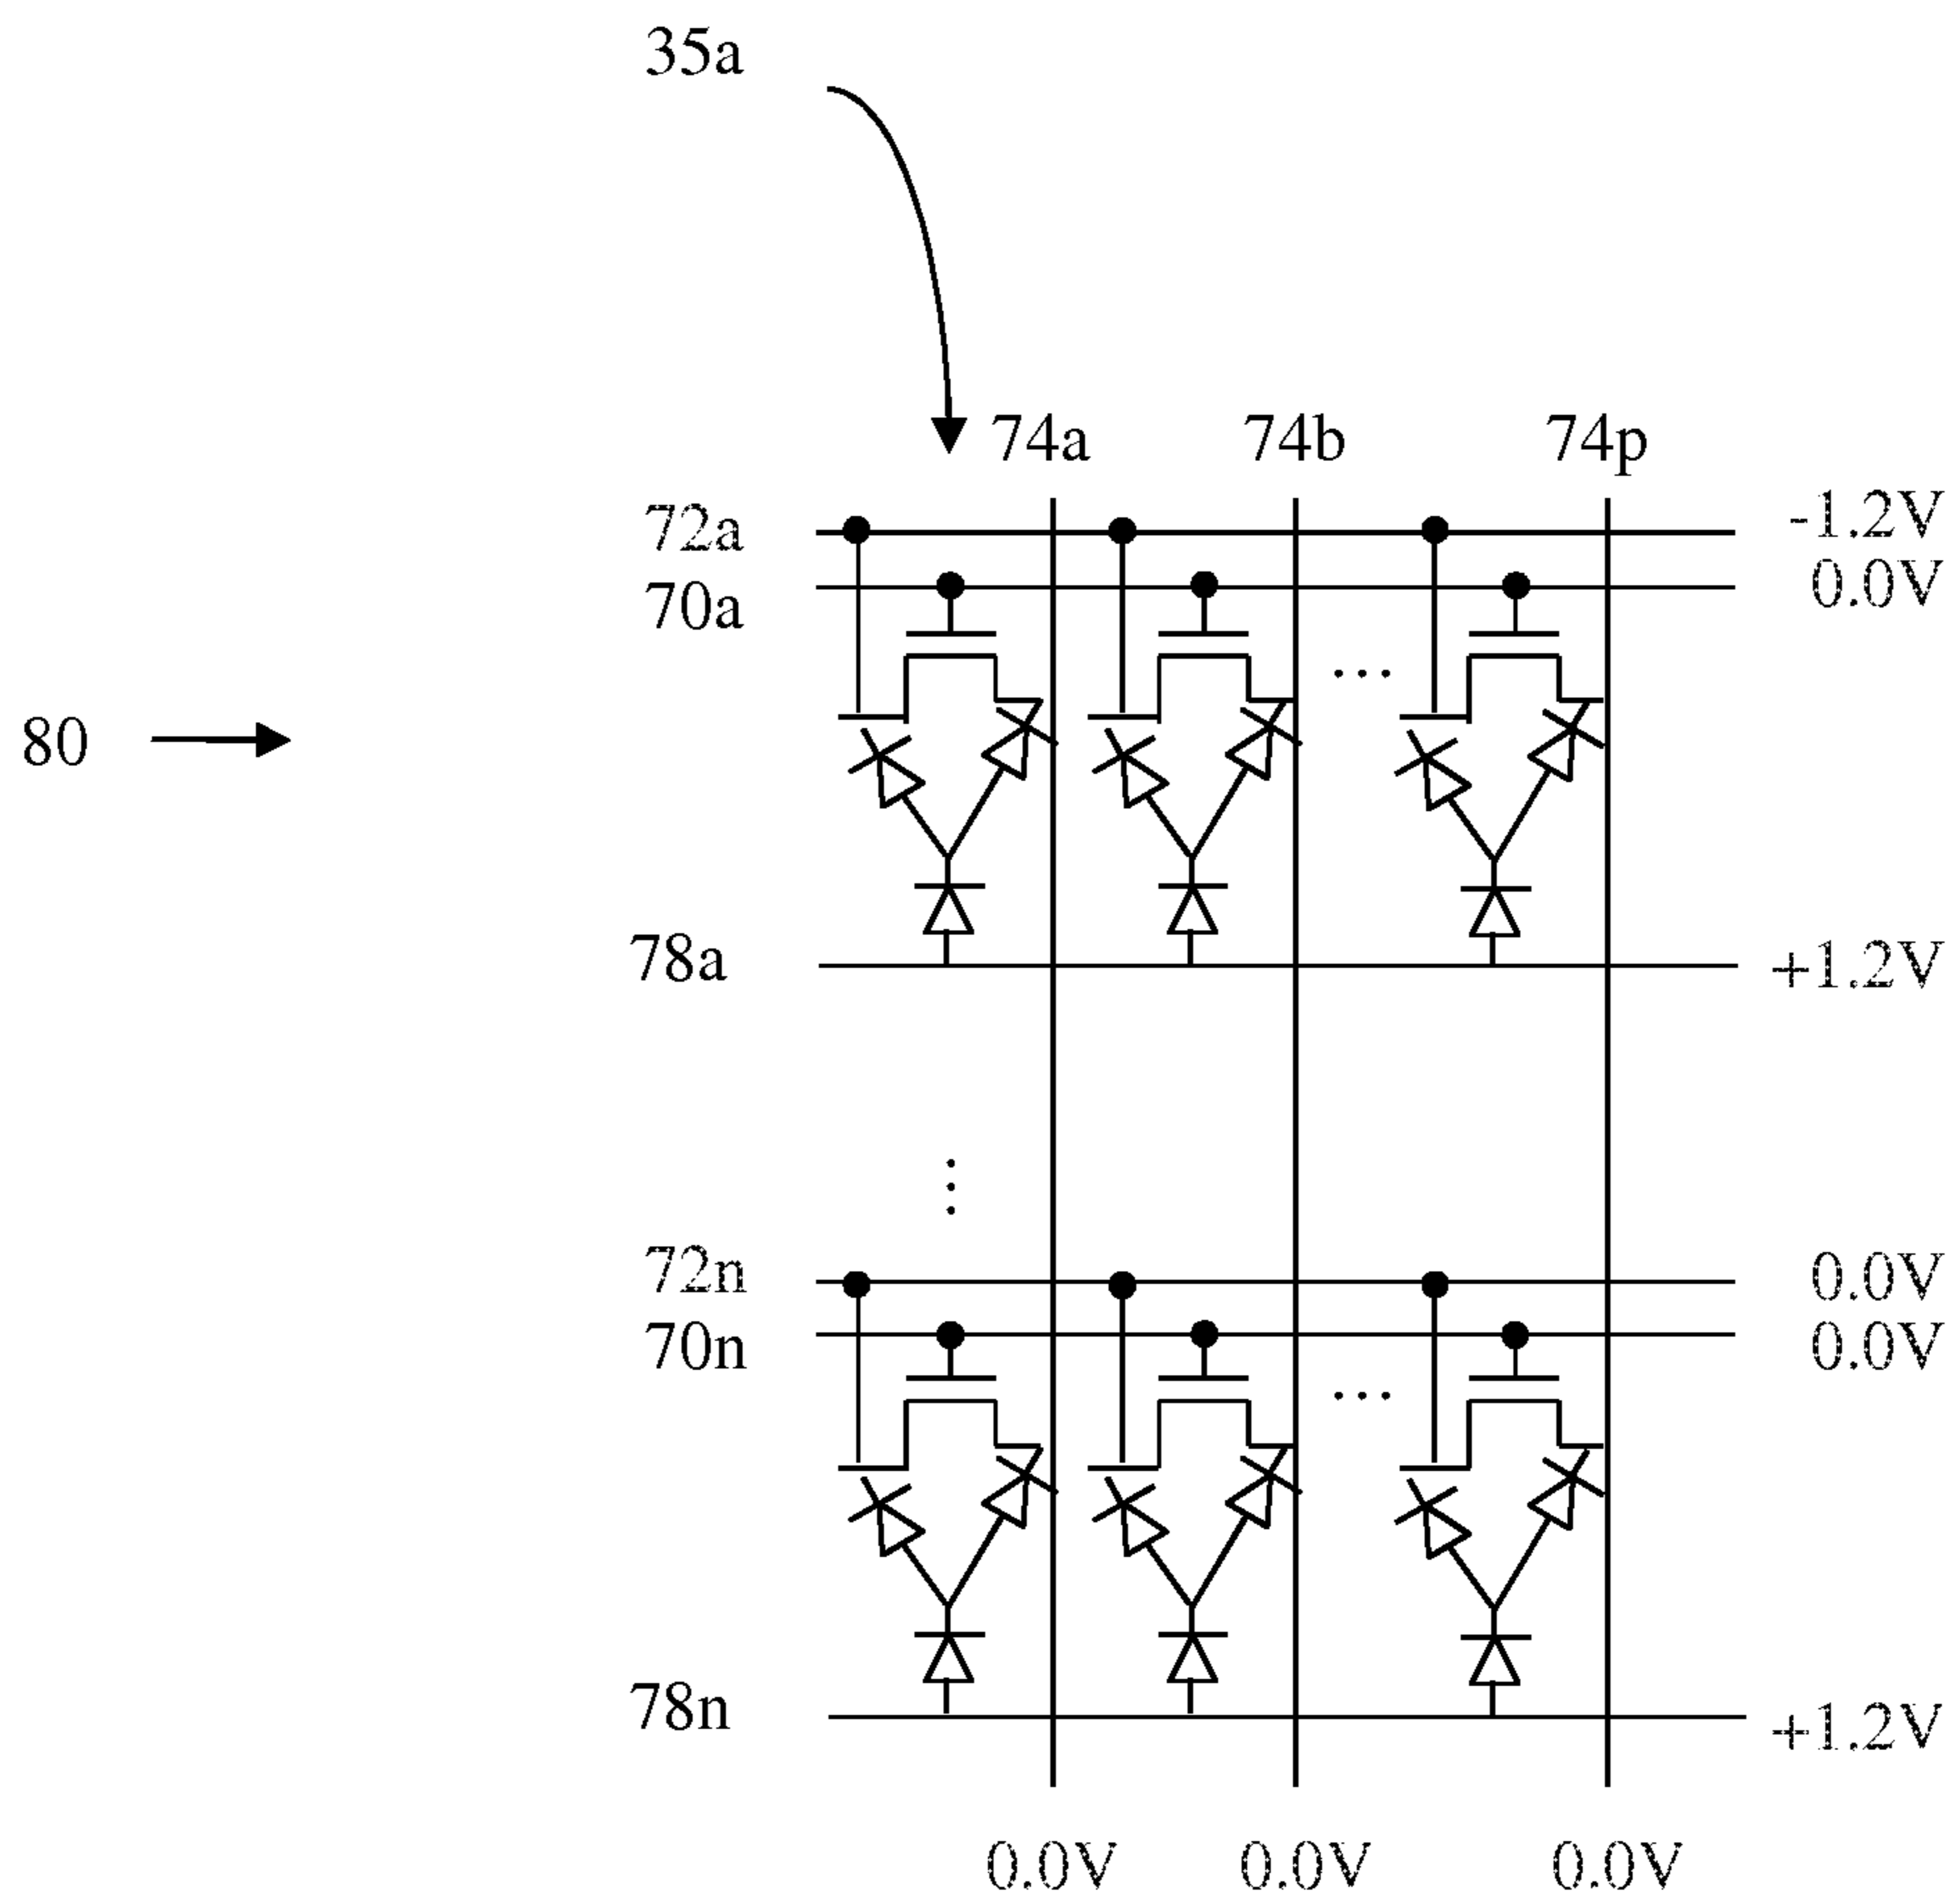 35a
74a 74b 74p
72a -1.2V
70a 0.0V
...
80
78a +1.2V
72n 0.0V
70n 0.0V
...
78n +1.2V
0.0V 0.0V 0.0V